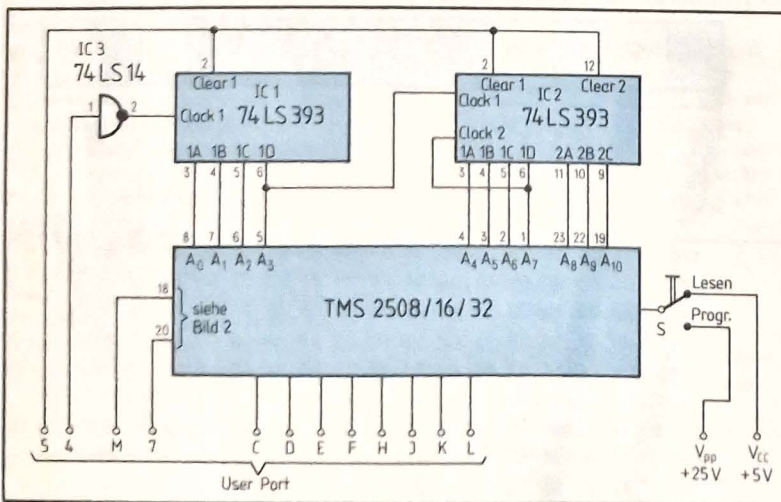 IC 3
74 LS 14
1
2
2
Clear 1
IC 1
Clock 1
74 LS 393
1A 1B 1C 1D
3 4 5 6
2
12
Clear 1
Clear 2
Clock 1
IC 2
74 LS 393
Clock 2
1A 1B 1C 1D 2A 2B 2C
3 4 5 6 11 10 9
8 7 6 5
4 3 2 1 23 22 19
A0 A1 A2 A3
A4 A5 A6 A7 A8 A9 A10
18
20
siehe
Bild 2
TMS 2508/16/32
Lesen
S
Progr.
5 4 M 7 C D E F H J K L
User Port
Vpp
+25V
Vcc
+5V